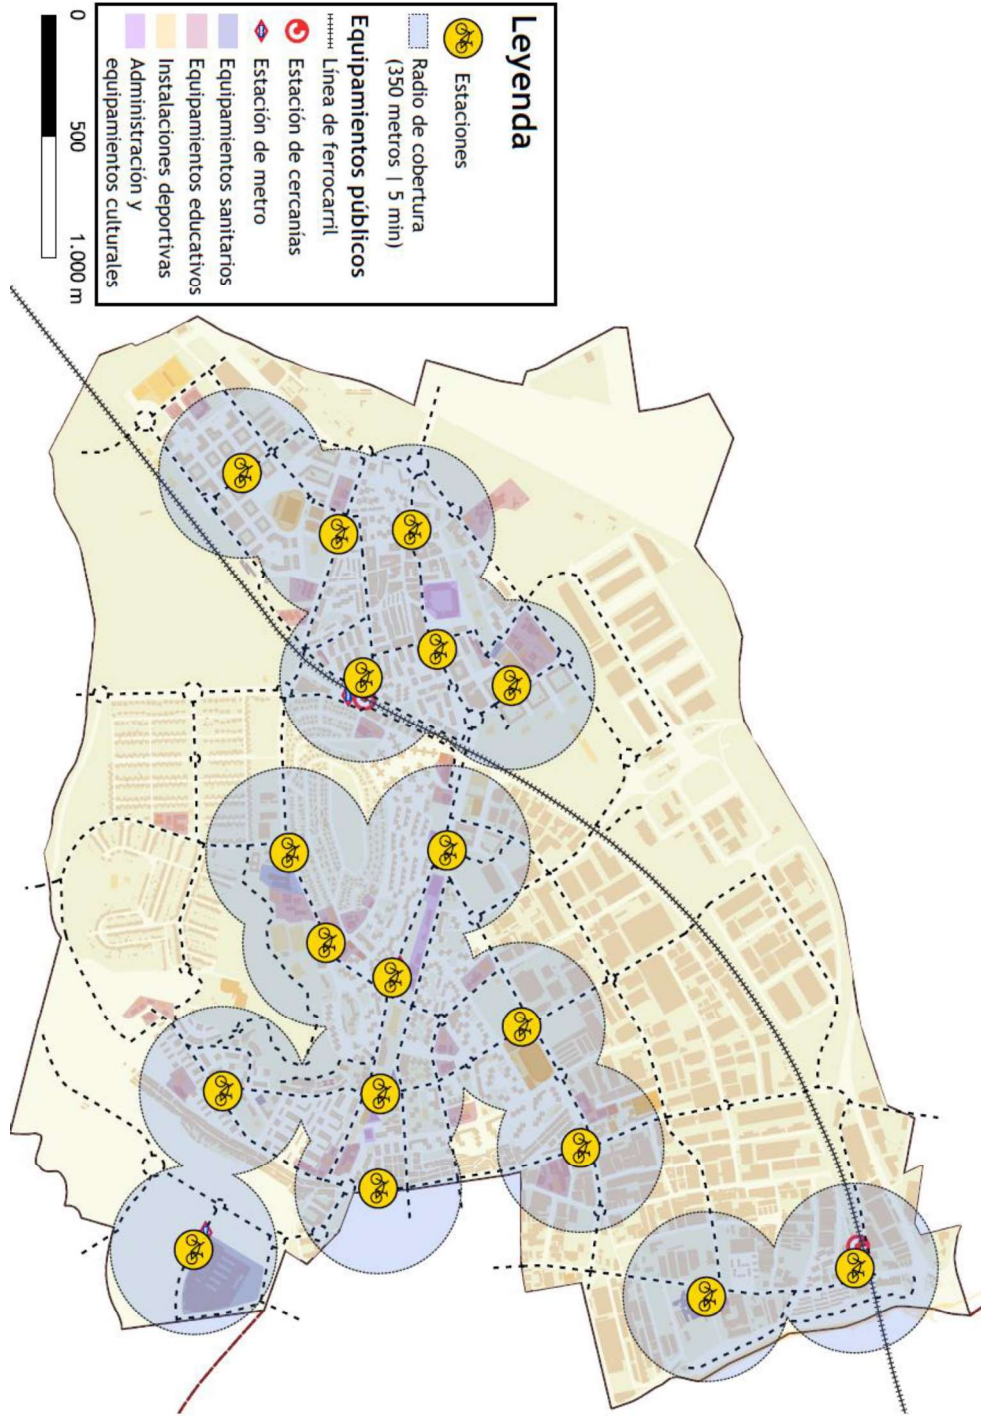 Leyenda
Estaciones
Radio de cobertura
(350 metros | 5 min)
Equipamientos públicos
Línea de ferrocarril
Estación de cercanías
Estación de metro
Equipamientos sanitarios
Equipamientos educativos
Instalaciones deportivas
Administración y
equipamientos culturales
0 500 1.000 m